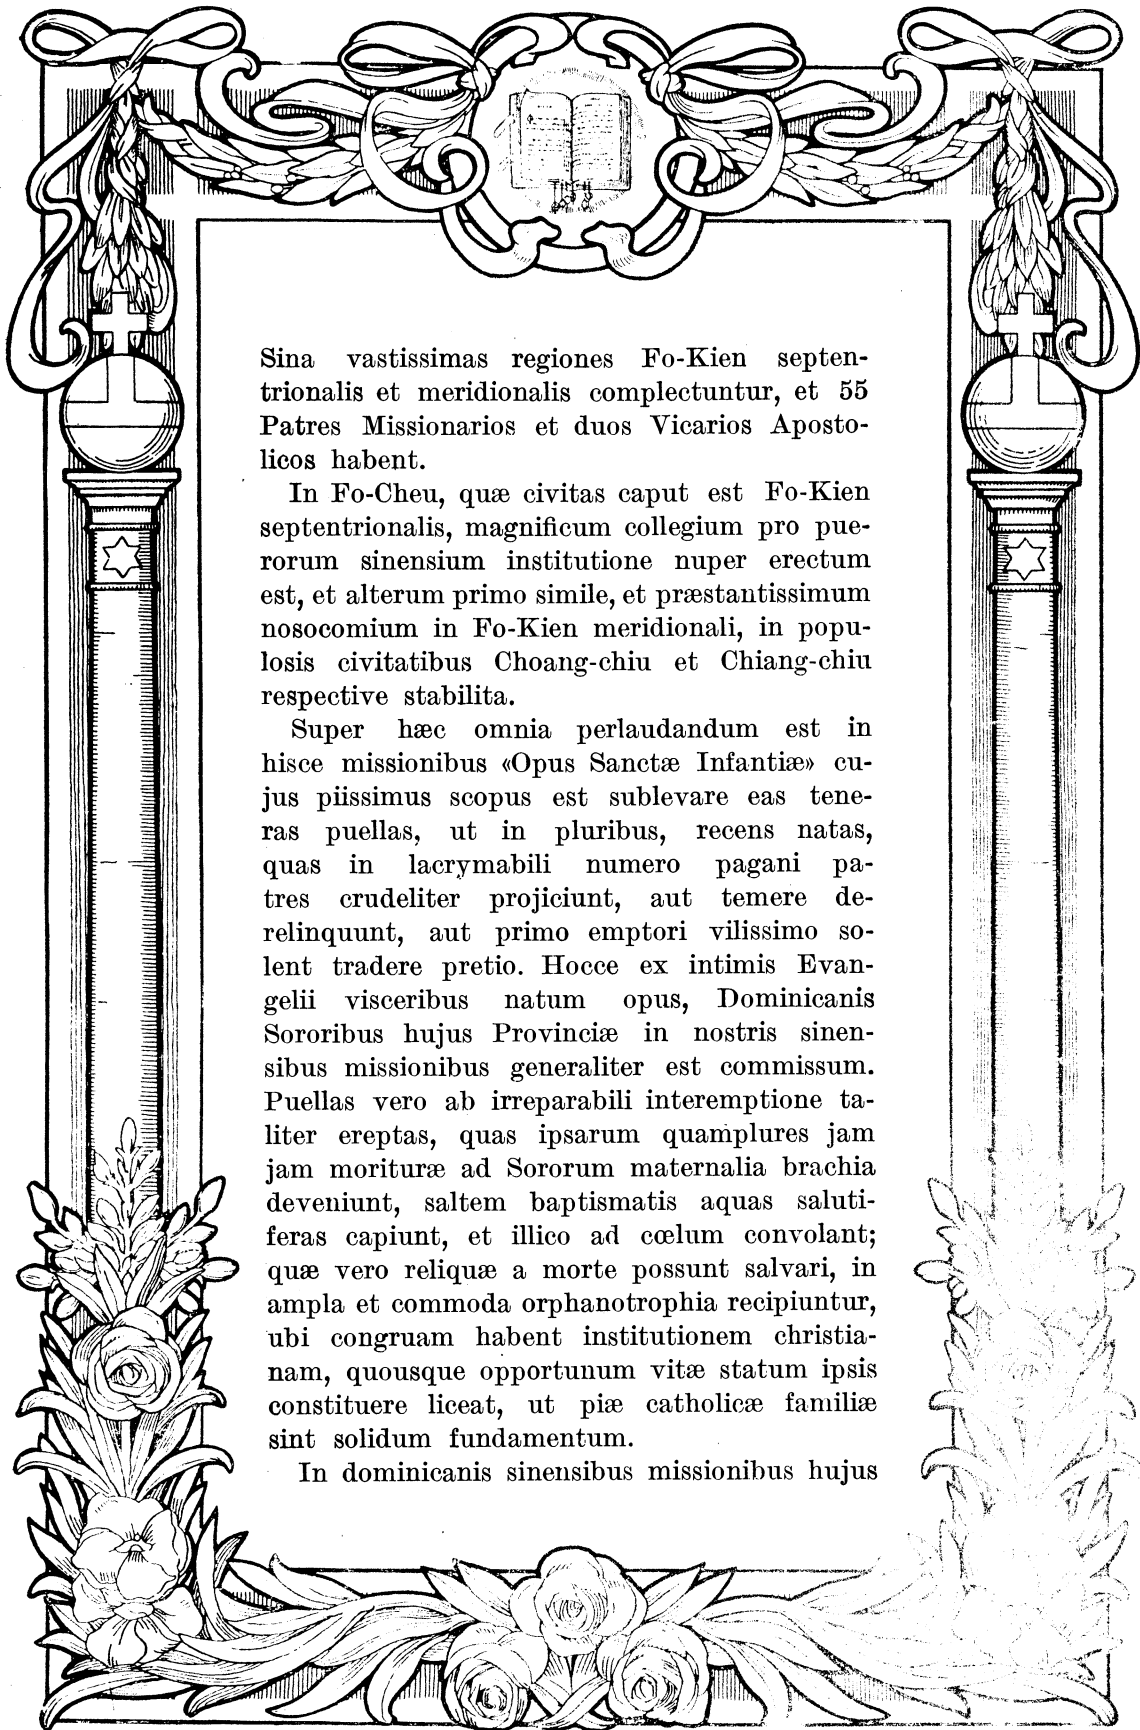 Sina vastissimas regiones Fo-Kien septen-
trionalis et meridionalis complectuntur, et 55
Patres Missionarios et duos Vicarios Aposto-
licos habent.
In Fo-Cheu, quæ civitas caput est Fo-Kien
septentrionalis, magnificum collegium pro pue-
rorum sinensium institutione nuper erectum
est, et alterum primo simile, et præstantissimum
nosocomium in Fo-Kien meridionali, in popu-
losis civitatibus Choang-chiu et Chiang-chiu
respective stabilita.
Super hæc omnia perlaudandum est in
hisce missionibus «Opus Sanctæ Infantiæ» cu-
jus piissimus scopus est sublevare eas tene-
ras puellas, ut in pluribus, recens natas,
quas in lacrymabili numero pagani pa-
tres crudeliter projiciunt, aut temere de-
relinquunt, aut primo emptori vilissimo so-
lent tradere pretio. Hocce ex intimis Evan-
gelii visceribus natum opus, Dominicanis
Sororibus hujus Provinciæ in nostris sinen-
sibus missionibus generaliter est commissum.
Puellas vero ab irreparabili interemptione ta-
liter ereptas, quas ipsarum quamplures jam
jam morituræ ad Sororum maternalia brachia
deveniunt, saltem baptismatis aquas saluti-
feras capiunt, et illico ad cœlum convolant;
quæ vero reliquæ a morte possunt salvari, in
ampla et commoda orphanotrophia recipiuntur,
ubi congruam habent institutionem christia-
nam, quousque opportunum vitæ statum ipsis
constituere liceat, ut piæ catholicæ familiæ
sint solidum fundamentum.
In dominicanis sinensibus missionibus hujus